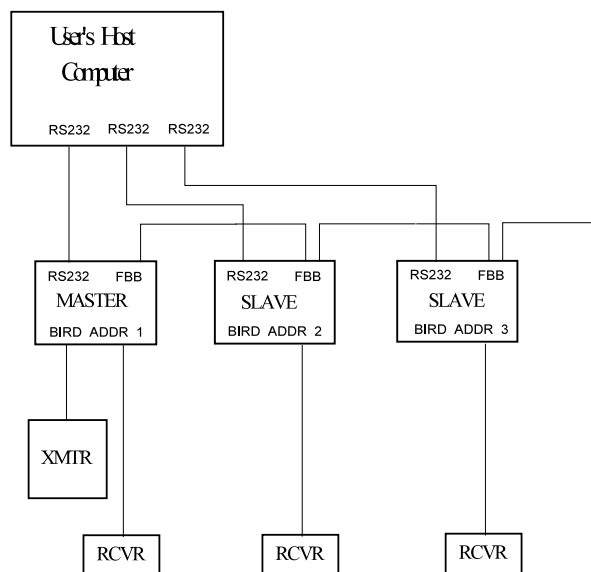 User's Host
Computer
RS232 RS232 RS232
RS232 FBB
MASTER
BIRD ADDR 1
RS232 FBB
SLAVE
BIRD ADDR 2
RS232 FBB
SLAVE
BIRD ADDR 3
XMTR
RCVR
RCVR
RCVR